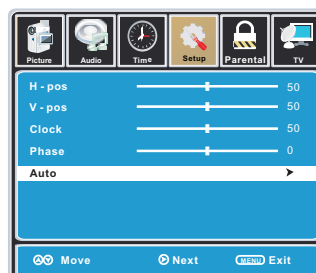 Picture Audio Time Setup Parental TV
H - pos 50
V - pos 50
Clock 50
Phase 0
Auto
Move Next MENU Exit